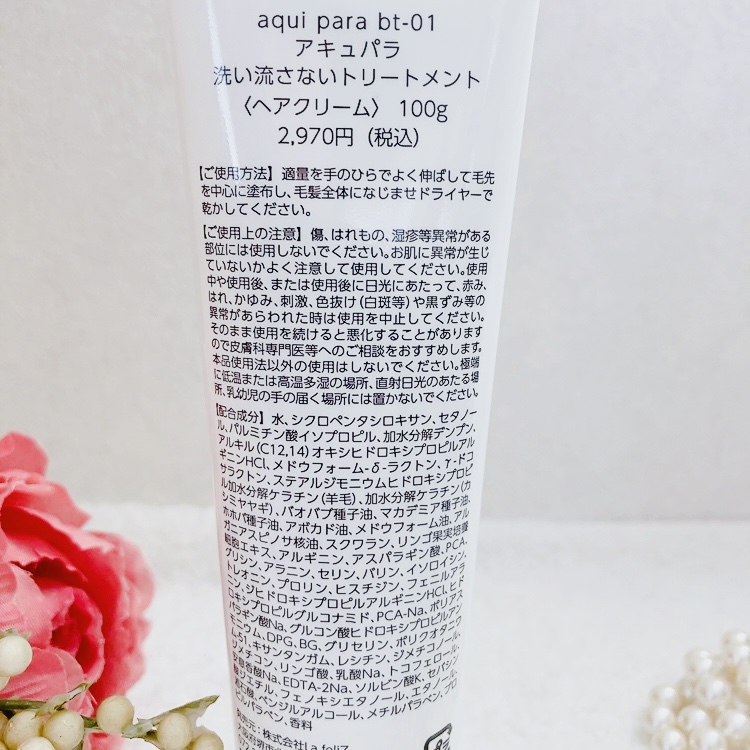 aqui para bt-01
アキュパラ
洗い流さないトリートメント
〈ヘアクリーム〉 100g
2,970円（税込）
【ご使用方法】 適量を手のひらでよく伸ばして毛先
を中心に塗布し、毛髪全体になじませドライヤーで
乾かしてください。
【ご使用上の注意】 傷、はれもの、湿疹等異常がある
部位には使用しないでください。お肌に異常が生じ
ていないかよく注意して使用してください。使用
中や使用後、または使用後に日光にあたって、赤み、
はれ、かゆみ、刺激、色抜け（白斑等）や黒ずみ等の
異常があらわれた時は使用を中止してください。
そのまま使用を続けると悪化することがあります
ので皮膚科専門医等へのご相談をおすすめします。
本品使用法以外の使用はしないでください。極端
に低温または高温多湿の場所、直射日光のあたる場
所、乳幼児の手の届く場所には置かないでください。
【配合成分】 水、シクロペンタシロキサン、セタノー
ル、パルミチン酸イソプロピル、加水分解デンプン、
アルキル（C12,14）オキシヒドロキシプロピルアル
ギニンHCl、メドウフォーム-δ-ラクトン、γ-ドコ
サラクトン、ステアルジモニウムヒドロキシプロピ
ル加水分解ケラチン（羊毛）、加水分解ケラチン（カ
シミヤヤギ）、バオバブ種子油、マカデミア種子油、
ホホバ種子油、アボカド油、メドウフォーム油、アル
ガニアスピノサ核油、スクワラン、リンゴ果実培養
細胞エキス、アルギニン、アスパラギン酸、PCA、
グリシン、アラニン、セリン、バリン、イソロイシン、
トレオニン、プロリン、ヒスチジン、フェニルアラ
ニン、ジヒドロキシプロピルアルギニンHCl、ヒド
ロキシプロピルグルコナミド、PCA-Na、ポリアス
パラギン酸Na、グルコン酸ヒドロキシプロピルアン
モニウム、DPG、BG、グリセリン、ポリクオタニウ
ム-51、キサンタンガム、レシチン、ジメチコノール、
ジメチコン、リンゴ酸、乳酸Na、トコフェロール、
安息香酸Na、EDTA-2Na、ソルビン酸K、セバシン
酸ジエチル、フェノキシエタノール、エタノール、
ベンジルアルコール、メチルパラベン、プロ
ピルパラベン、香料
発売元：株式会社La foliZ